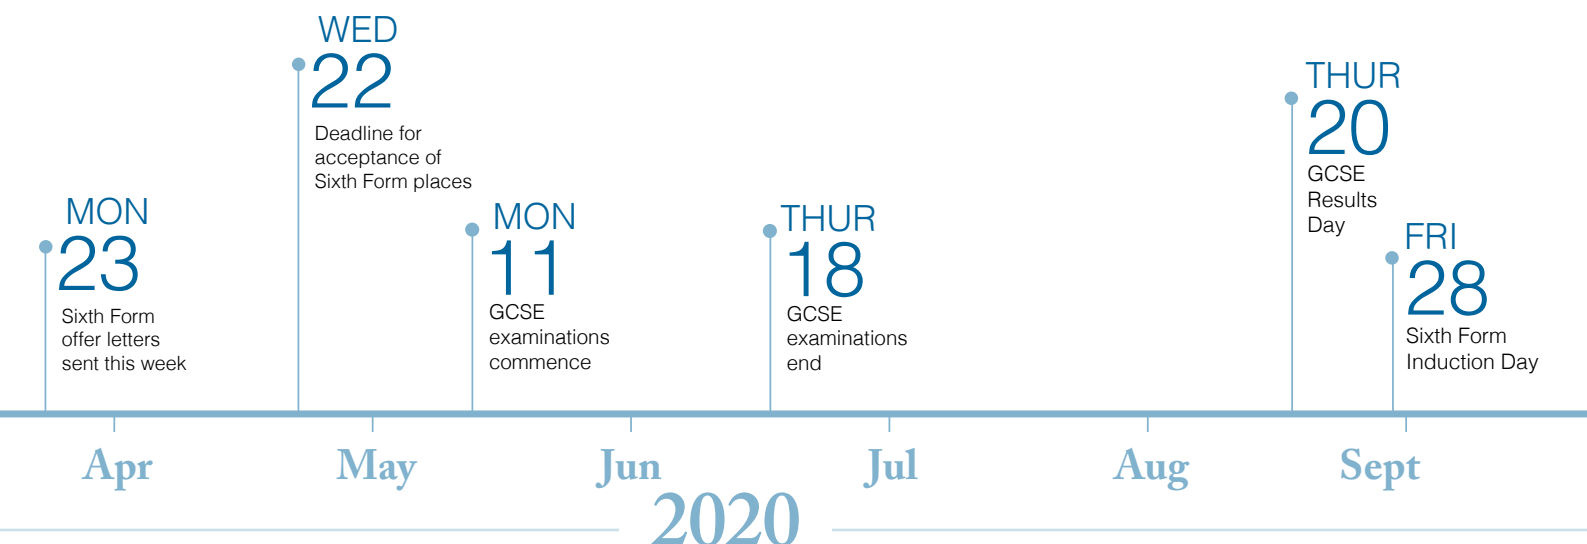 MON
23
Sixth Form
offer letters
sent this week
WED
22
Deadline for
acceptance of
Sixth Form places
MON
11
GCSE
examinations
commence
THUR
18
GCSE
examinations
end
THUR
20
GCSE
Results
Day
FRI
28
Sixth Form
Induction Day
Apr
May
Jun
Jul
Aug
Sept
2020